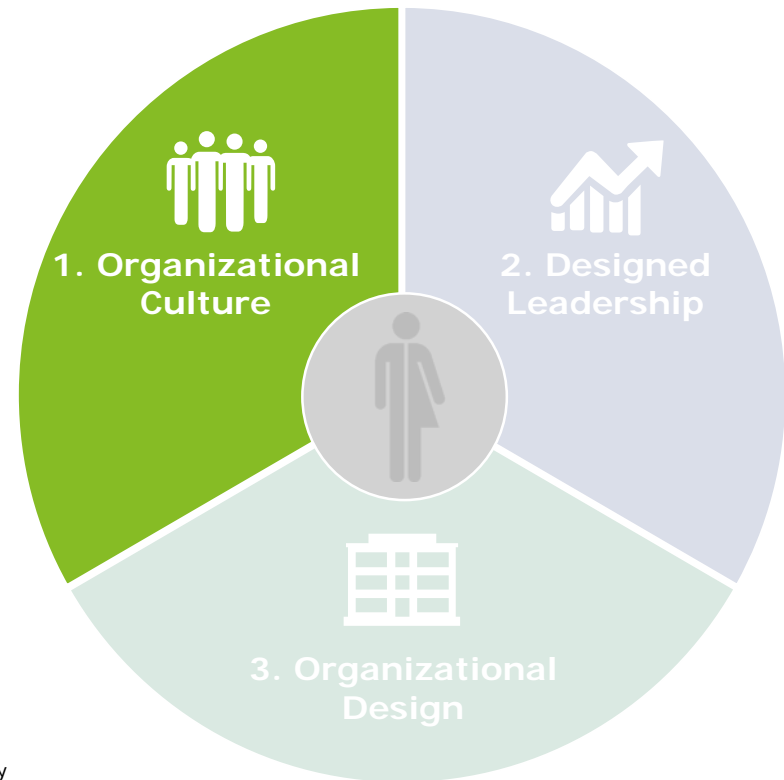 1. Organizational
Culture
2. Designed
Leadership
3. Organizational
Design
y